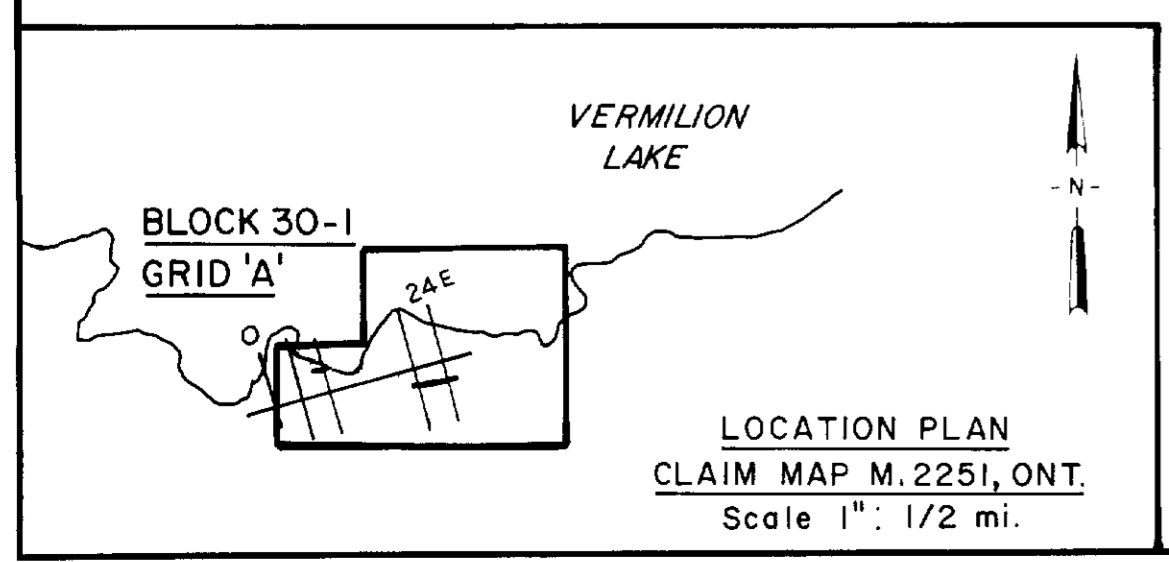 VERMILION
LAKE
- N -
BLOCK 30-1
GRID 'A'
24E
O
LOCATION PLAN
CLAIM MAP M.2251, ONT.
Scale 1": 1/2 mi.